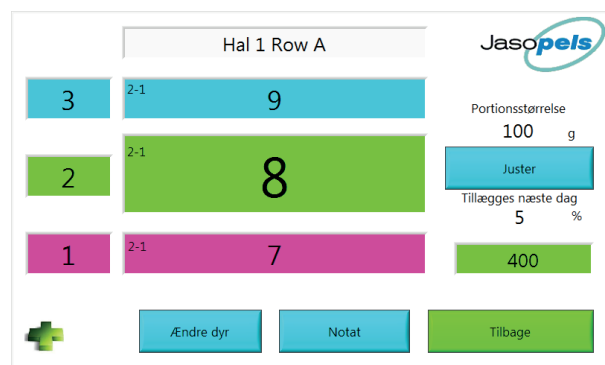 Hal 1 Row A
Jasopels
3
2-1
9
2
2-1
8
1
2-1
7
Portionsstørrelse
100 g
Juster
Tillægges næste dag
5 %
400
Ændre dyr
Notat
Tilbage